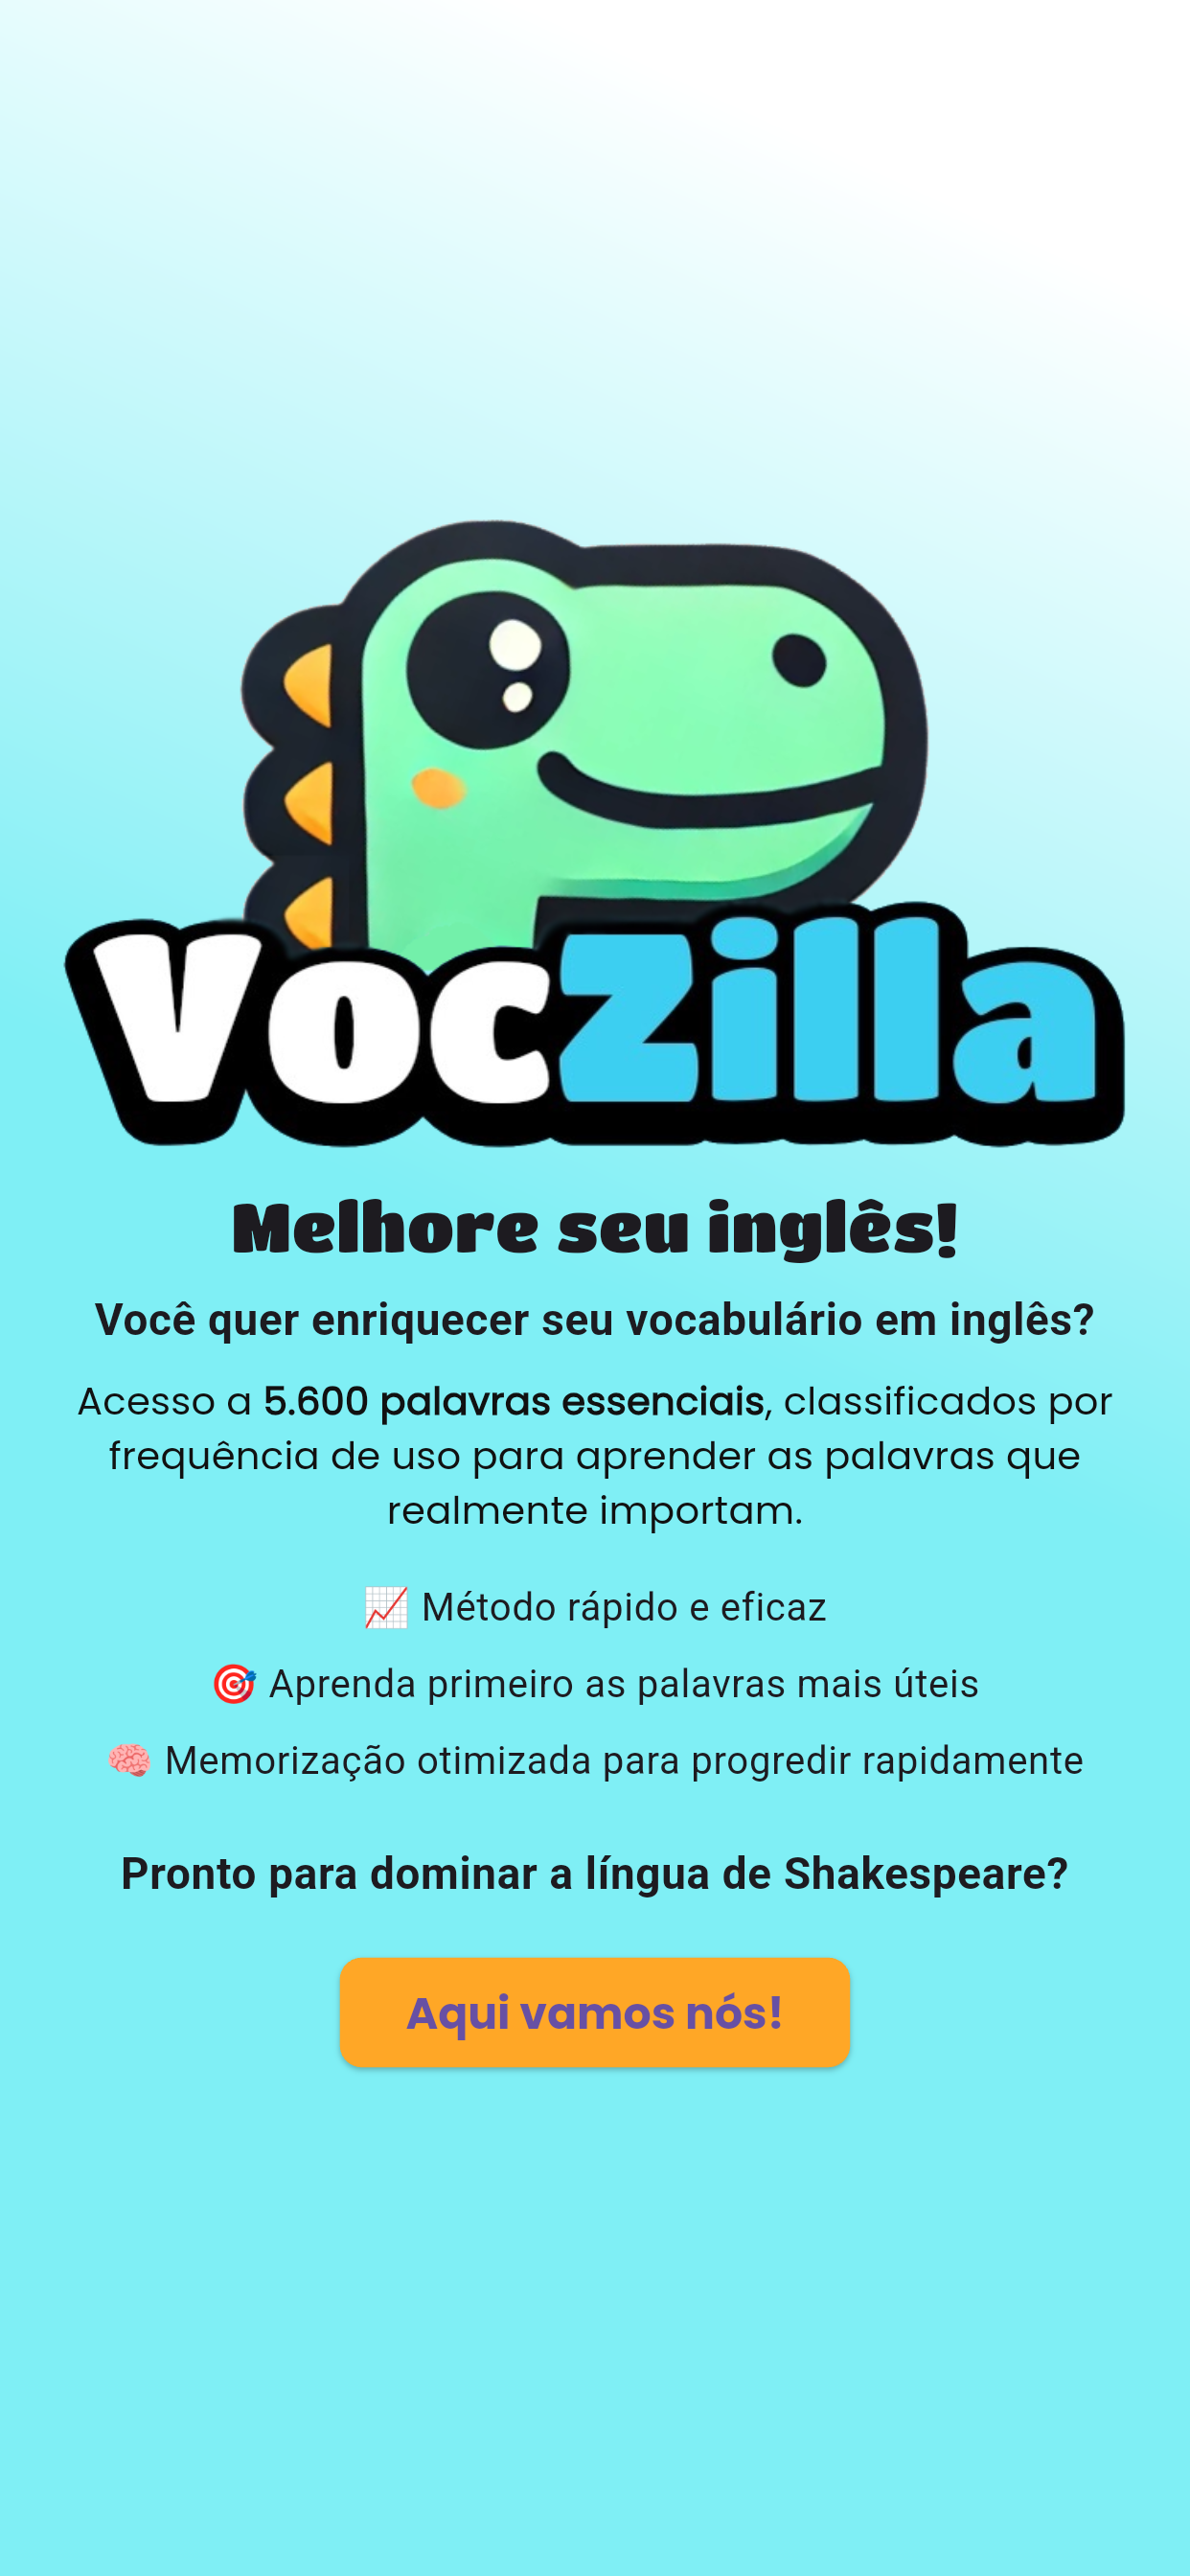 VocZilla
Melhore seu inglês!
Você quer enriquecer seu vocabulário em inglês?
Acesso a 5.600 palavras essenciais, classificados por
frequência de uso para aprender as palavras que
realmente importam.
📈 Método rápido e eficaz
🎯 Aprenda primeiro as palavras mais úteis
🧠 Memorização otimizada para progredir rapidamente
Pronto para dominar a língua de Shakespeare?
Aqui vamos nós!